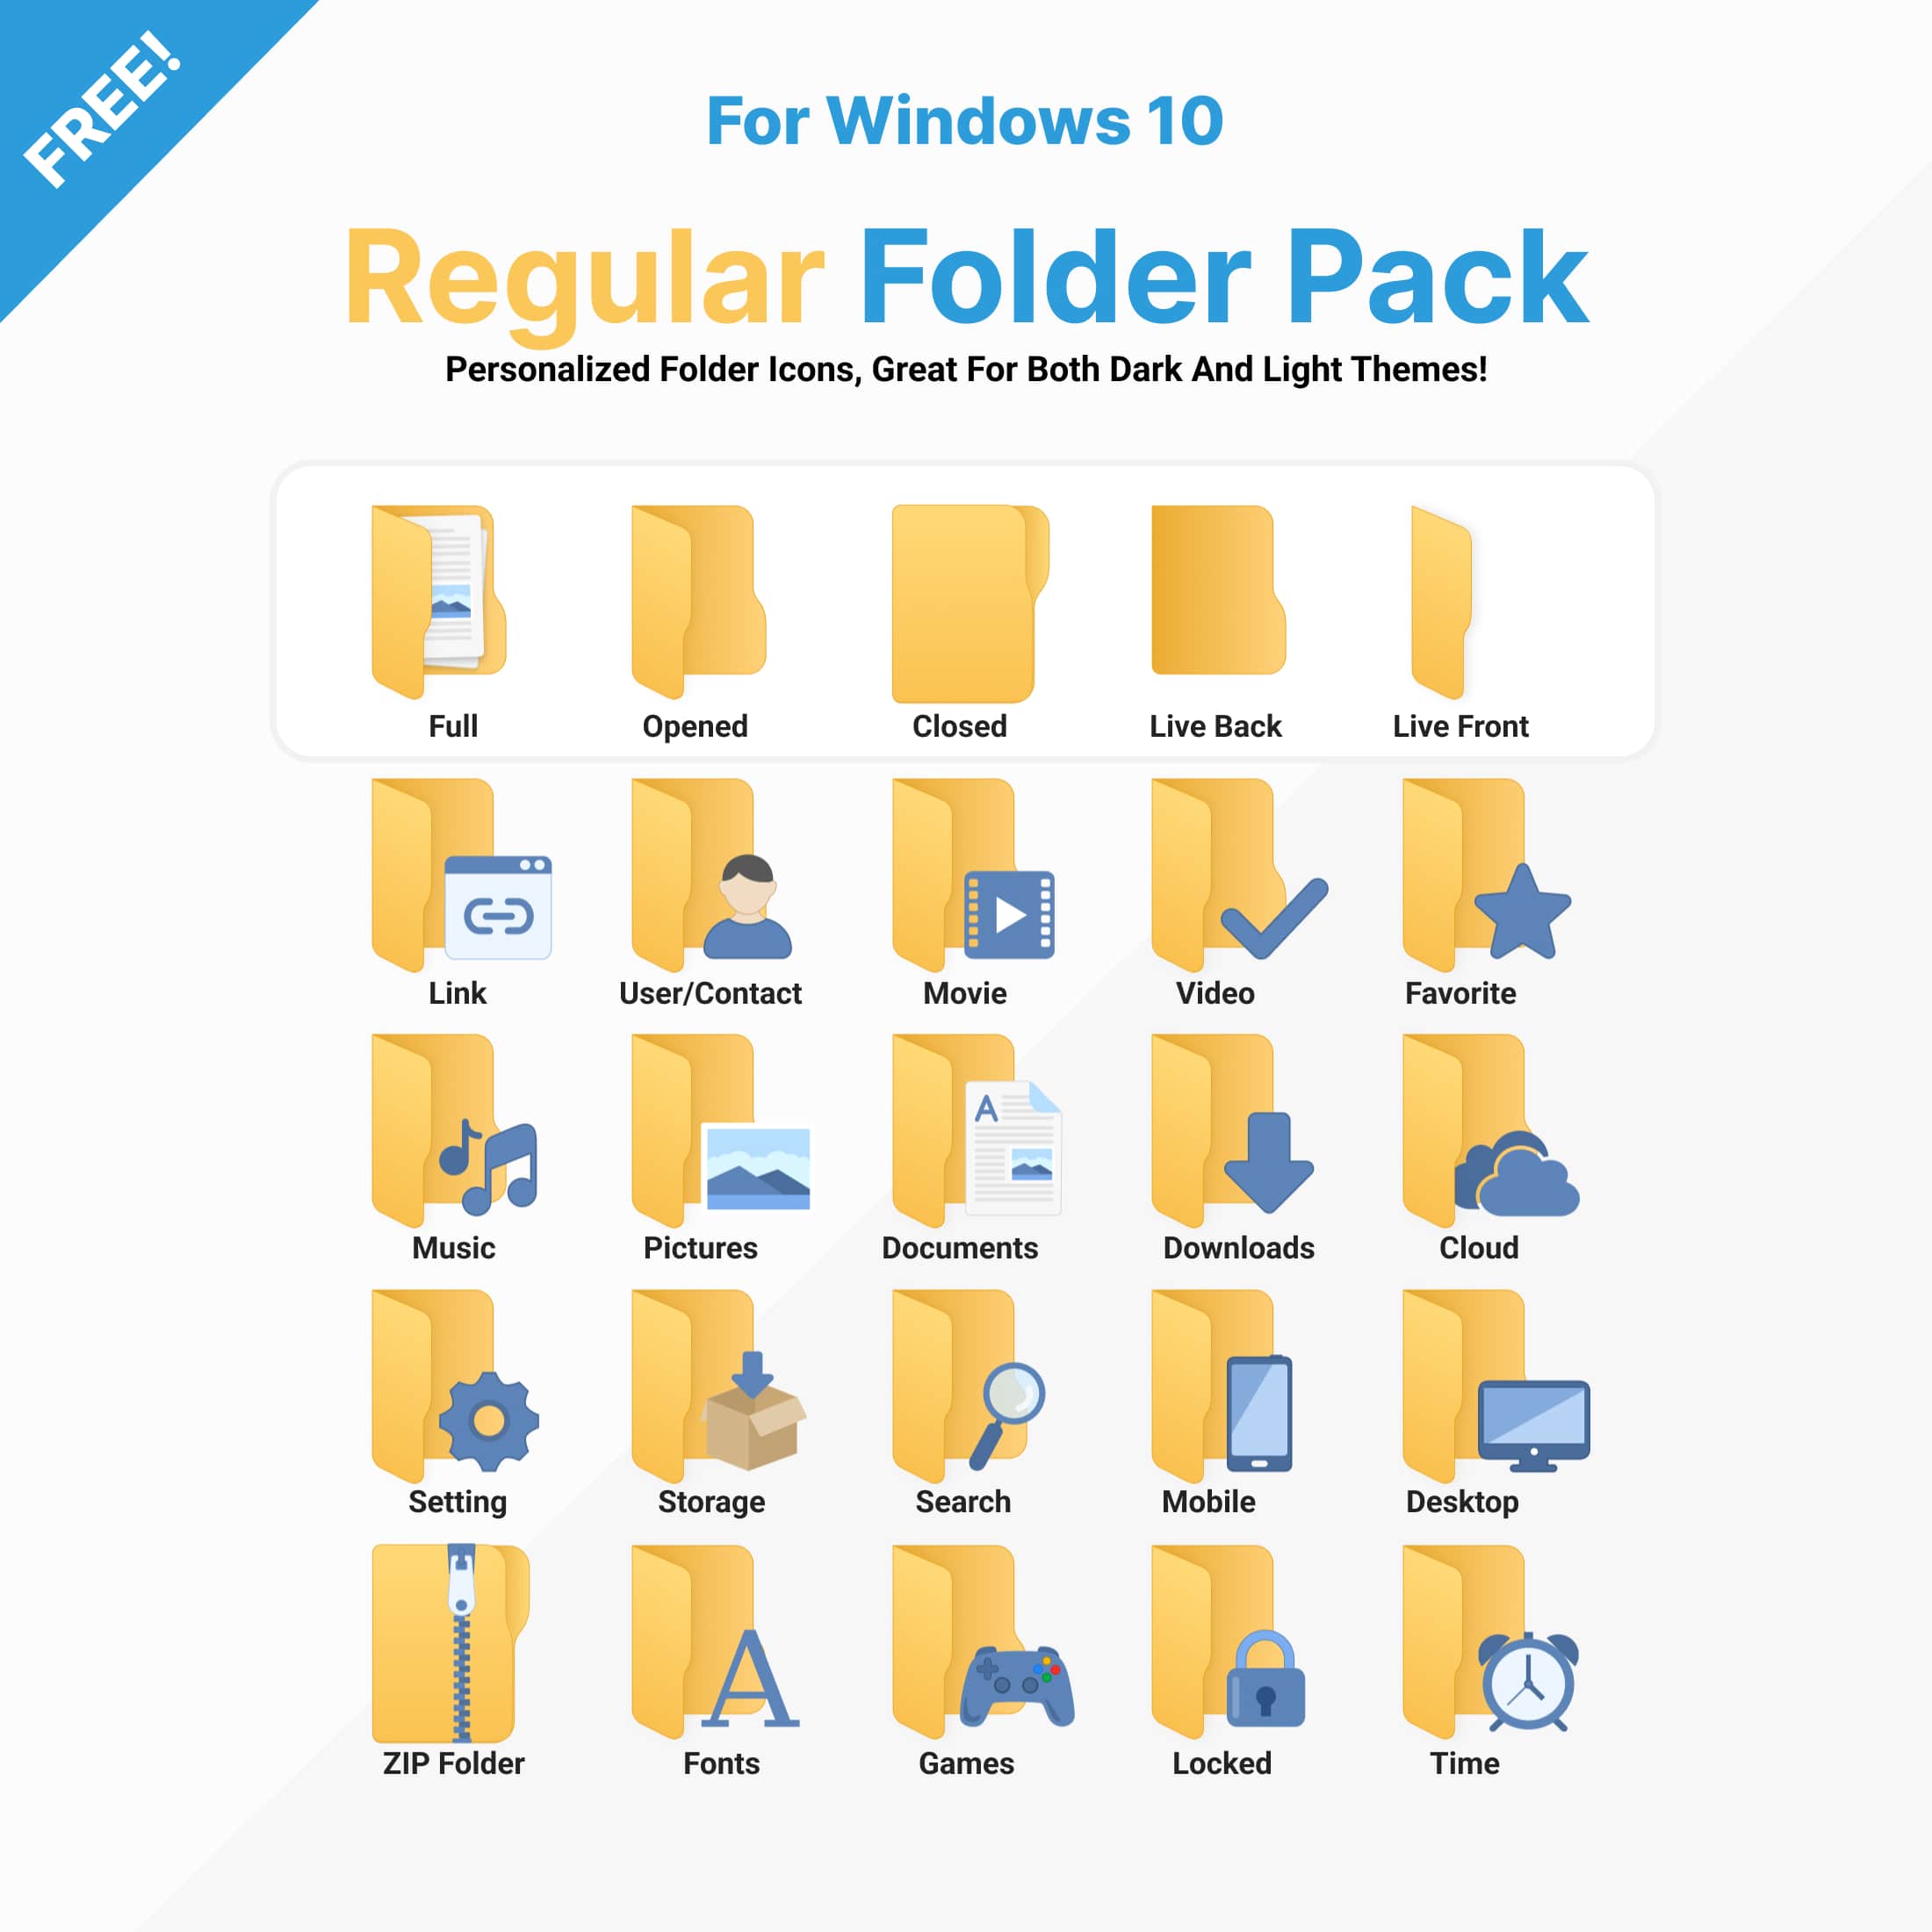 FREE!
For Windows 10
Regular Folder Pack
Personalized Folder Icons, Great For Both Dark And Light Themes!
Full Opened Closed Live Back Live Front
Link User/Contact Movie Video Favorite
A
Music Pictures Documents Downloads Cloud
Setting Storage Search Mobile Desktop
A
ZIP Folder Fonts Games Locked Time